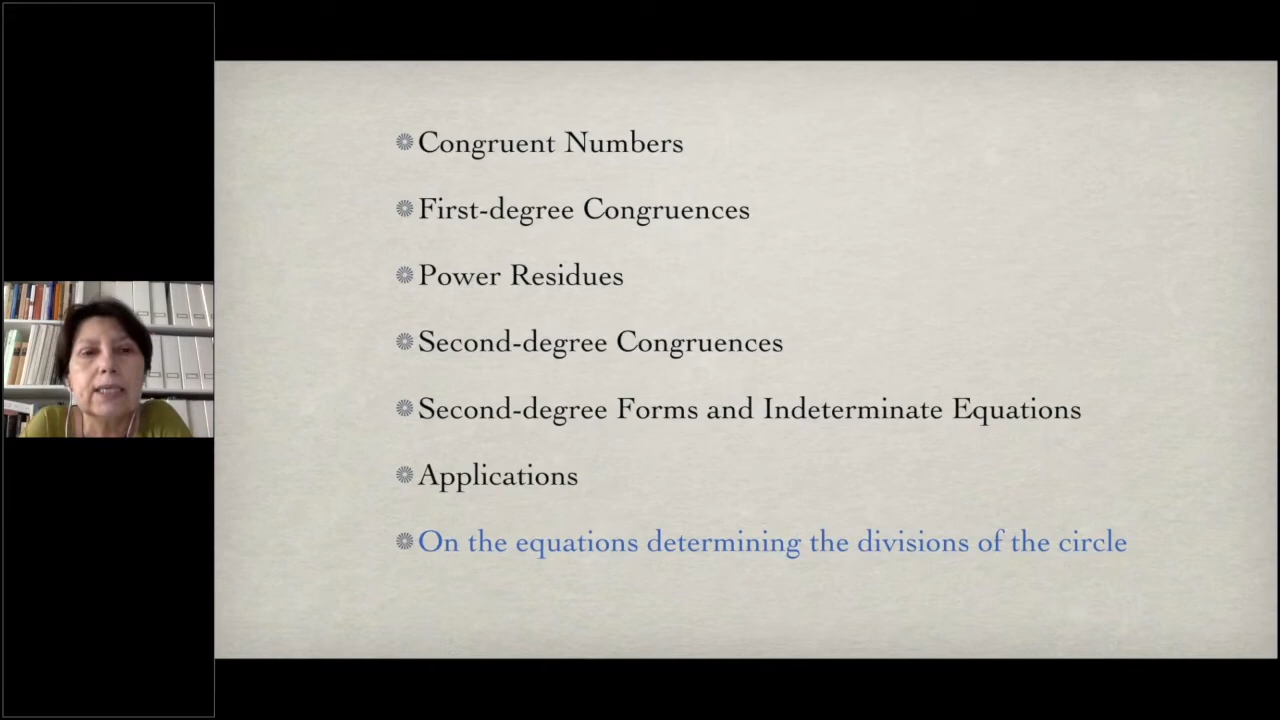 Congruent Numbers
First-degree Congruences
Power Residues
Second-degree Congruences
Second-degree Forms and Indeterminate Equations
Applications
On the equations determining the divisions of the circle